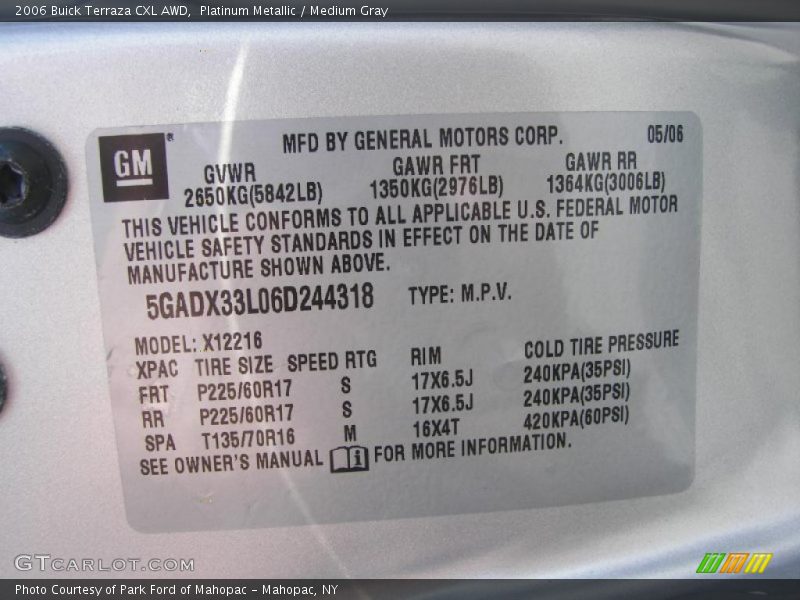 2006 Buick Terraza CXL AWD, Platinum Metallic / Medium Gray
GM®
MFD BY GENERAL MOTORS CORP. 05/06
GVWR GAWR FRT GAWR RR
2650KG(5842LB) 1350KG(2976LB) 1364KG(3006LB)
THIS VEHICLE CONFORMS TO ALL APPLICABLE U.S. FEDERAL MOTOR
VEHICLE SAFETY STANDARDS IN EFFECT ON THE DATE OF
MANUFACTURE SHOWN ABOVE.
5GADX33L06D244318 TYPE: M.P.V.
MODEL: X12216
XPAC TIRE SIZE SPEED RTG RIM COLD TIRE PRESSURE
FRT P225/60R17 S 17X6.5J 240KPA(35PSI)
RR P225/60R17 S 17X6.5J 240KPA(35PSI)
SPA T135/70R16 M 16X4T 420KPA(60PSI)
SEE OWNER'S MANUAL i FOR MORE INFORMATION.
GTCARLOT.COM
Photo Courtesy of Park Ford of Mahopac - Mahopac, NY